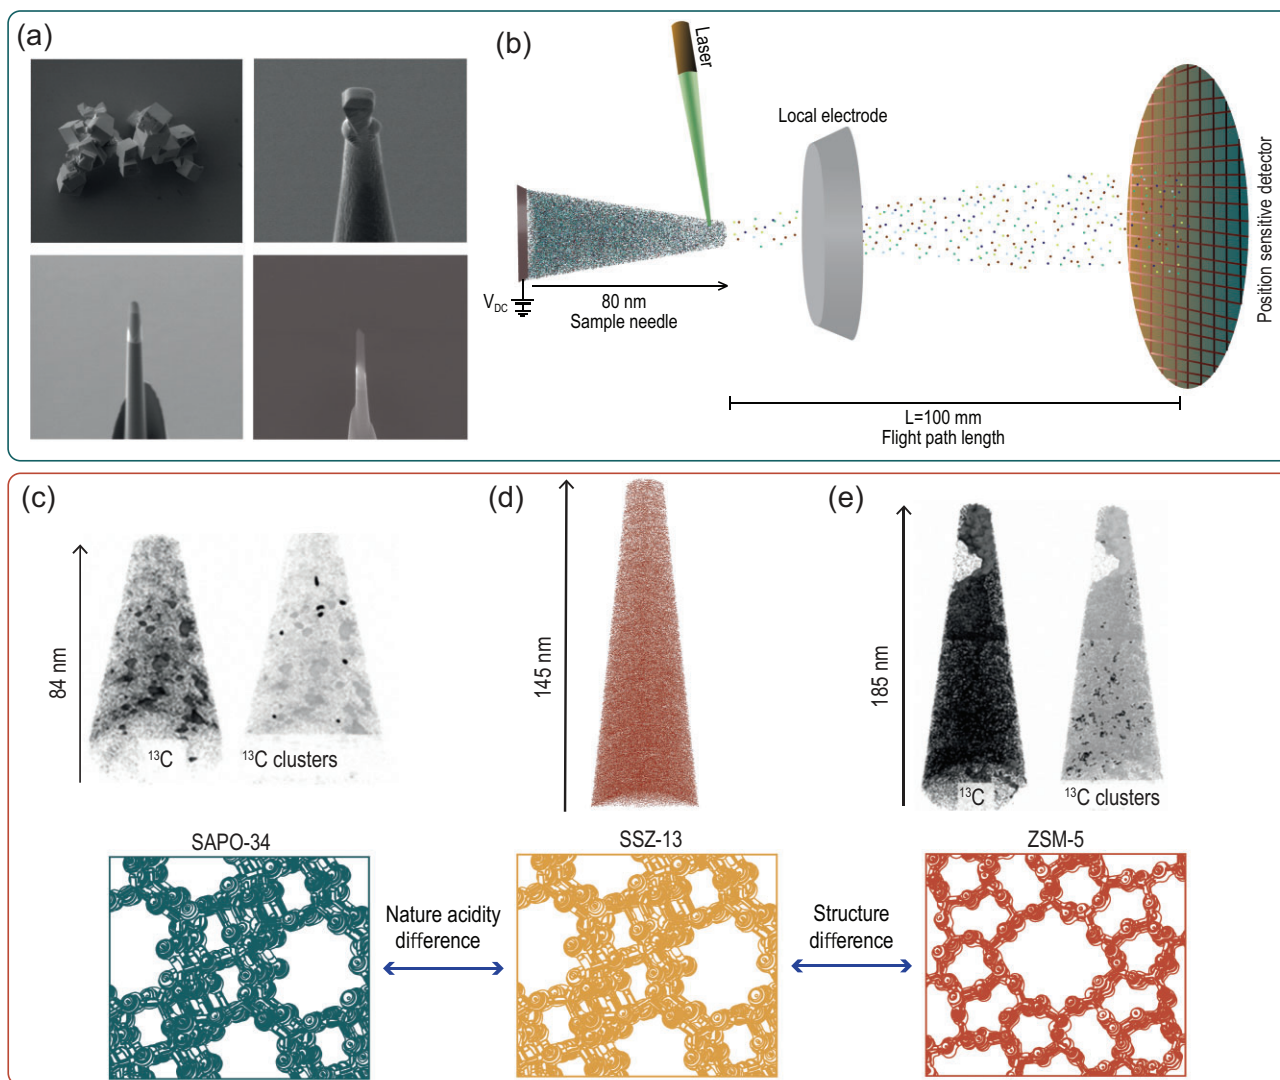 (a)
(b)
Laser
Local electrode
Position sensitive detector
V_DC
80 nm
Sample needle
L=100 mm
Flight path length
(c)
(d)
(e)
84 nm
¹³C
¹³C clusters
145 nm
185 nm
¹³C
¹³C clusters
SAPO-34
SSZ-13
ZSM-5
Nature acidity
difference
Structure
difference